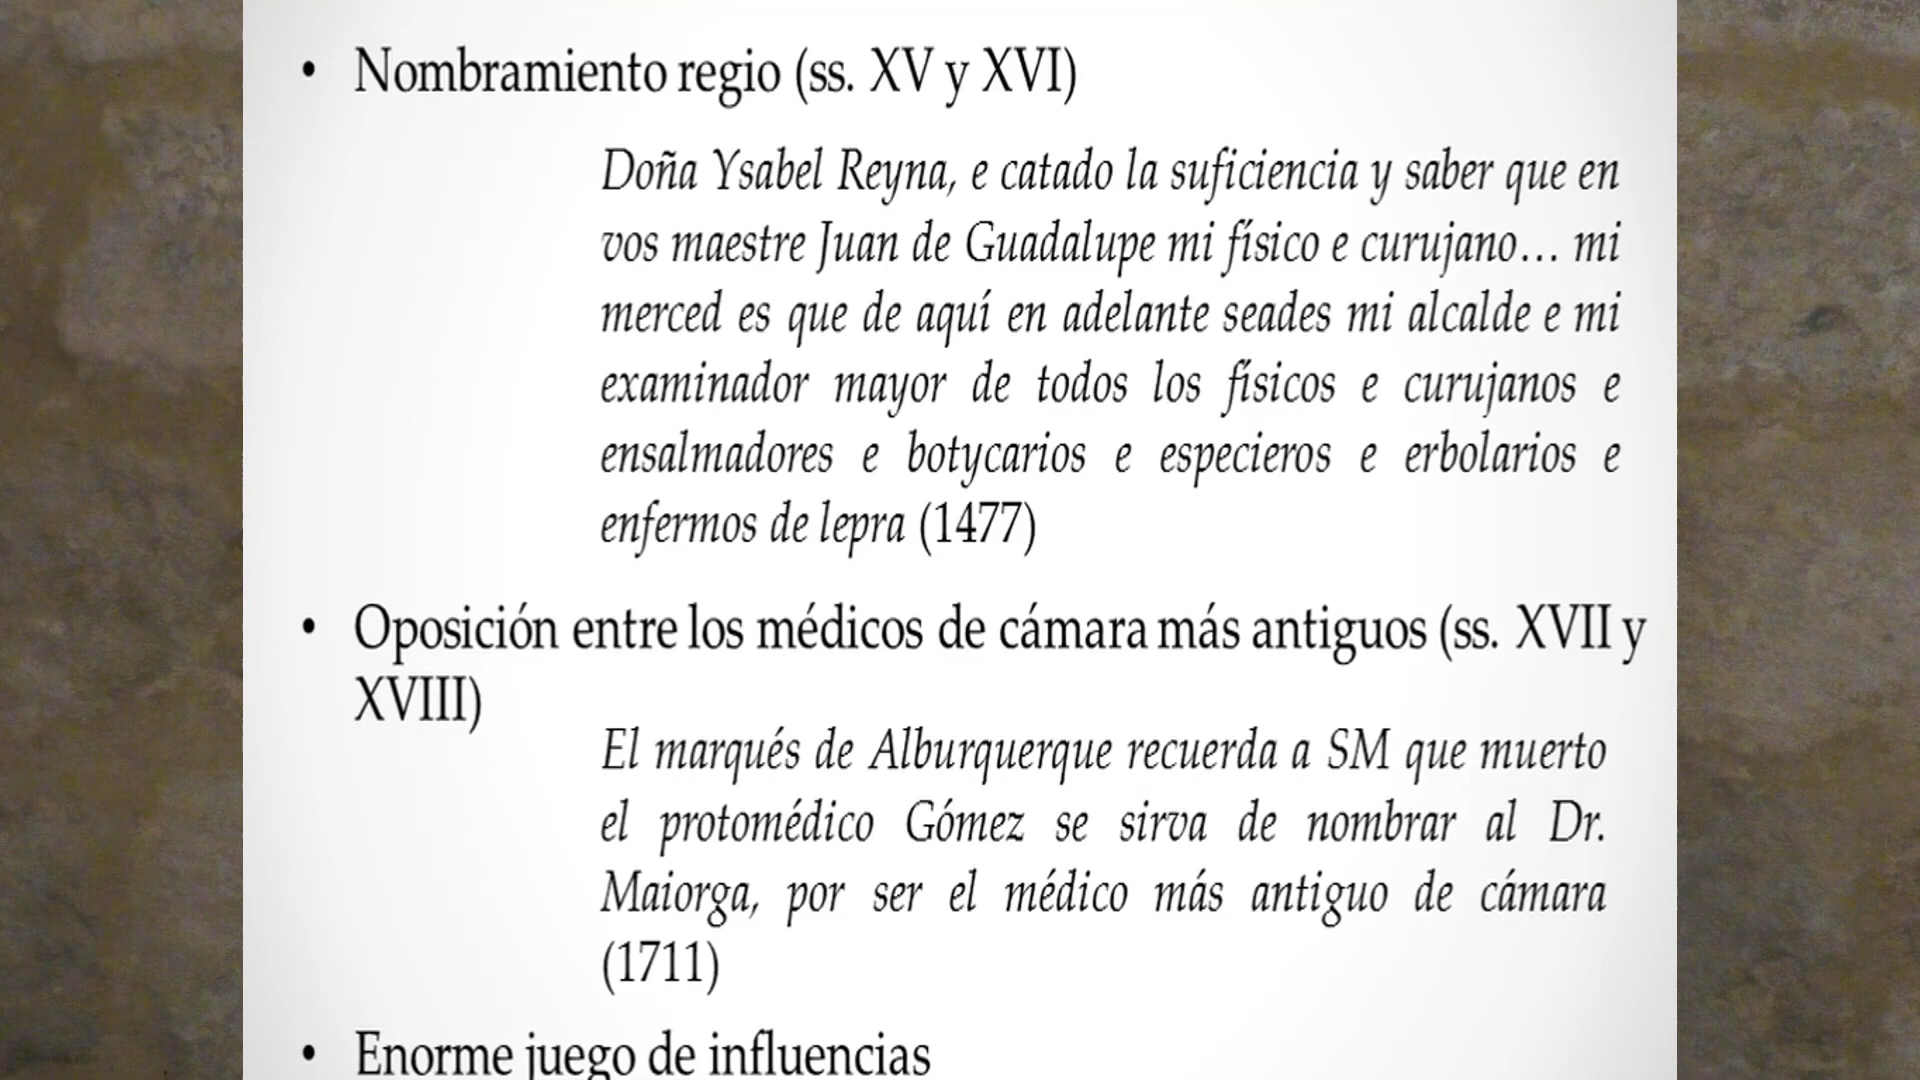 • Nombramiento regio (ss. XV y XVI)
Doña Ysabel Reyna, e catado la suficiencia y saber que en
vos maestre Juan de Guadalupe mi físico e curujano… mi
merced es que de aquí en adelante seades mi alcalde e mi
examinador mayor de todos los físicos e curujanos e
ensalmadores e botycarios e especieros e erbolarios e
enfermos de lepra (1477)
• Oposición entre los médicos de cámara más antiguos (ss. XVII y
XVIII)
El marqués de Alburquerque recuerda a SM que muerto
el protomédico Gómez se sirva de nombrar al Dr.
Maiorga, por ser el médico más antiguo de cámara
(1711)
• Enorme juego de influencias